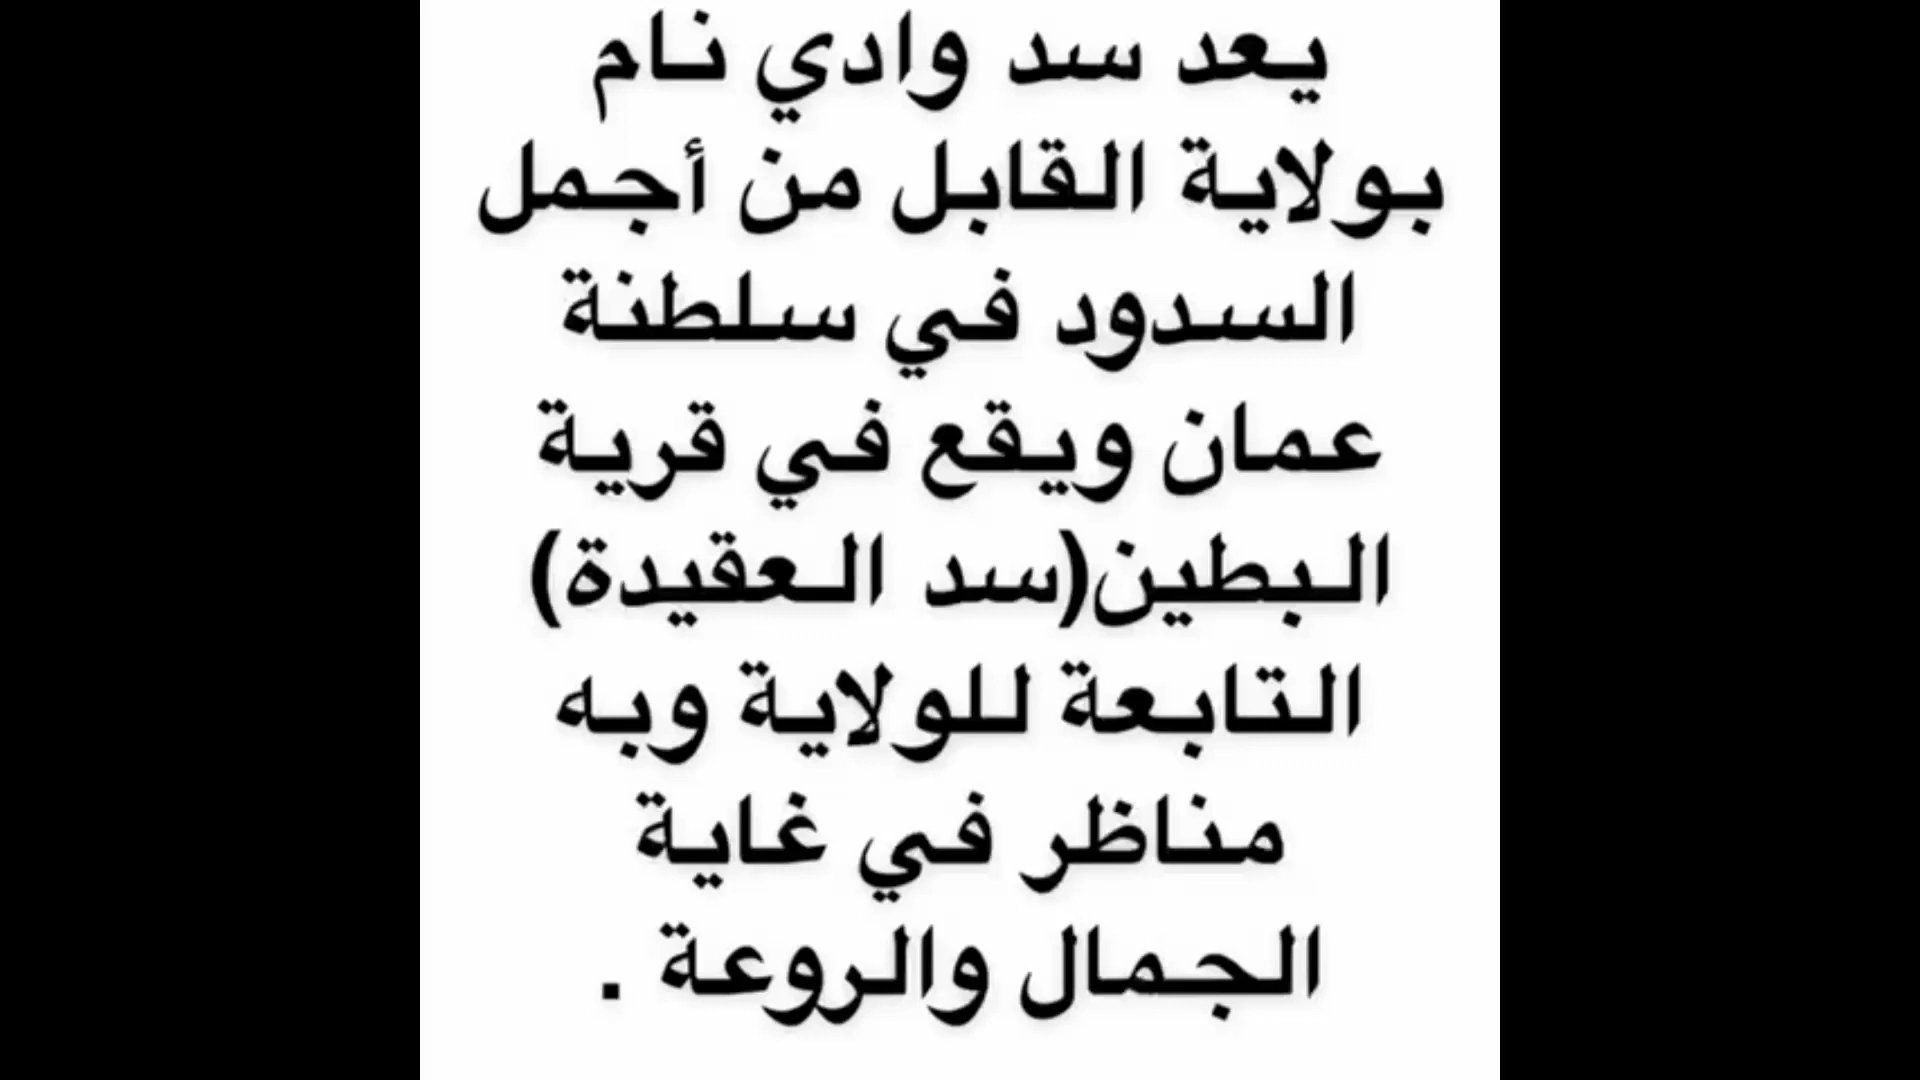 يعد سد وادي نام
بولاية القابل من أجمل
السدود في سلطنة
عمان ويقع في قرية
البطين(سد العقيدة)
التابعة للولاية وبه
مناظر في غاية
الجمال والروعة .